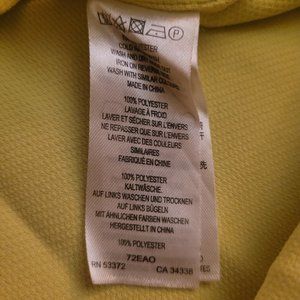 P
COLD WATER
WASH AND DRY INSIDE
IRON ON REVERSE SIDE
WASH WITH SIMILAR COLOURS
MADE IN CHINA
100% POLYESTER
LAVAGE À FROID
LAVER ET SÉCHER SUR L'ENVERS
NE REPASSER QUE SUR L'ENVERS
LAVER AVEC DES COULEURS
SIMILAIRES
FABRIQUÉ EN CHINE
100% POLYESTER
KALTWÄSCHE.
AUF LINKS WASCHEN UND TROCKNEN
AUF LINKS BÜGELN
MIT ÄHNLICHEN FARBEN WASCHEN
HERGESTELLT IN CHINA
100% POLYESTER
72EAO
RN 53372 CA 34338